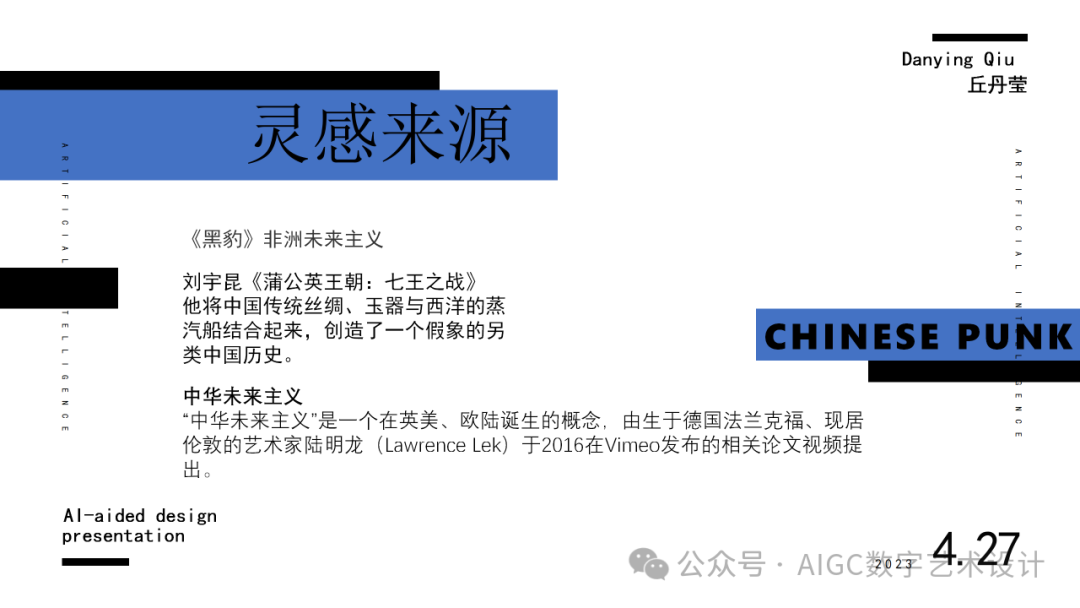 Danying Qiu
丘丹莹
灵感来源
ARTIFICIAL INTELLIGENCE
ARTIFICIAL INTELLIGENCE
《黑豹》非洲未来主义
刘宇昆《蒲公英王朝：七王之战》
他将中国传统丝绸、玉器与西洋的蒸
汽船结合起来，创造了一个假象的另
类中国历史。
CHINESE PUNK
中华未来主义
“中华未来主义”是一个在英美、欧陆诞生的概念，由生于德国法兰克福、现居
伦敦的艺术家陆明龙（Lawrence Lek）于2016在Vimeo发布的相关论文视频提
出。
AI-aided design
presentation
2023 4.27
公众号 · AIGC数字艺术设计